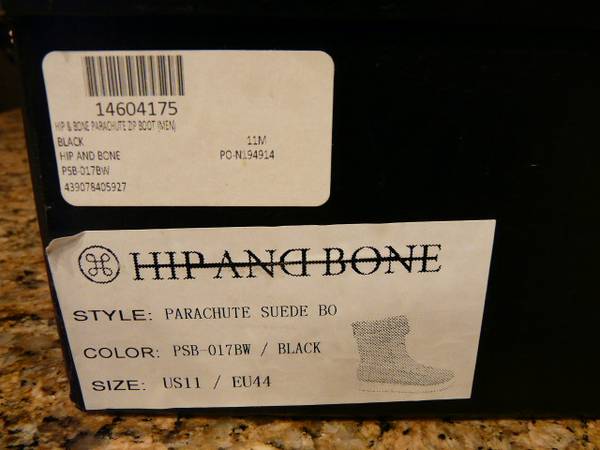 14604175
HIP & BONE PARACHUTE ZIP BOOT (MEN)
BLACK 11M
HIP AND BONE PO-N194914
PSB-017BW
439078405927
HIP AND BONE
STYLE: PARACHUTE SUEDE BO
COLOR: PSB-017BW / BLACK
SIZE: US11 / EU44